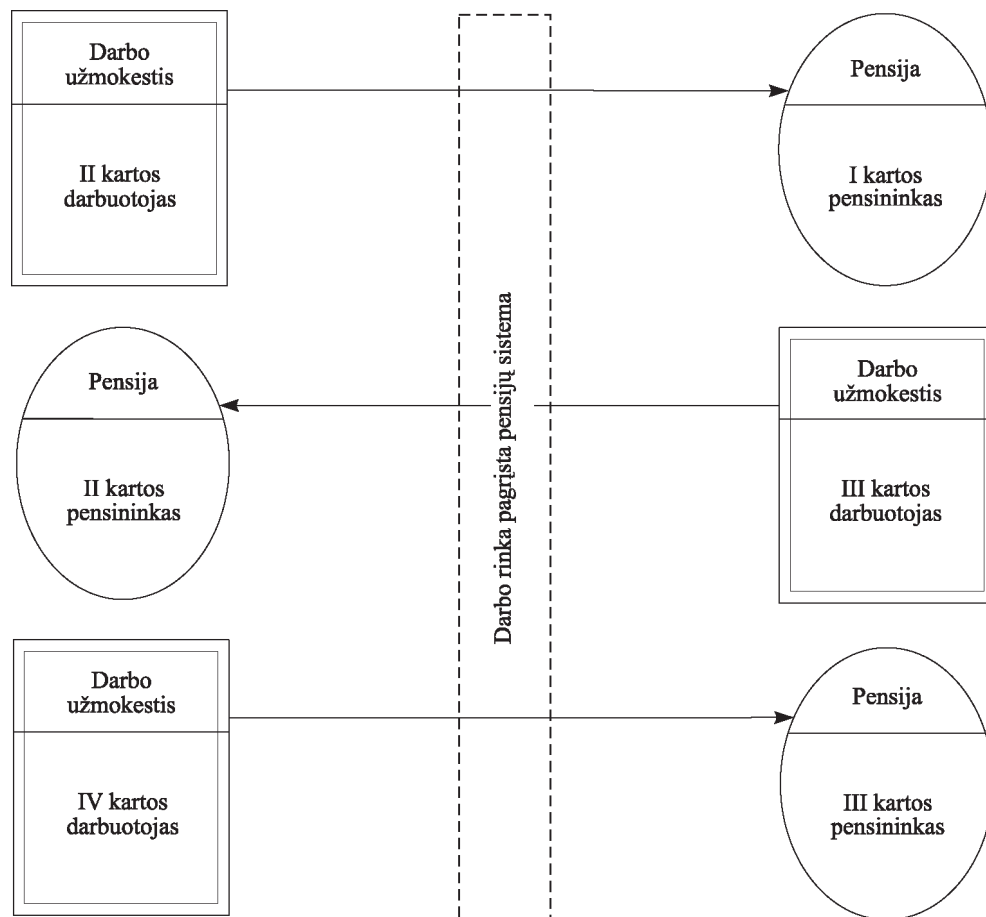 Darbo
užmokestis
II kartos
darbuotojas
Pensija
I kartos
pensininkas
Darbo rinka pagrįsta pensijų sistema
Pensija
II kartos
pensininkas
Darbo
užmokestis
III kartos
darbuotojas
Darbo
užmokestis
IV kartos
darbuotojas
Pensija
III kartos
pensininkas